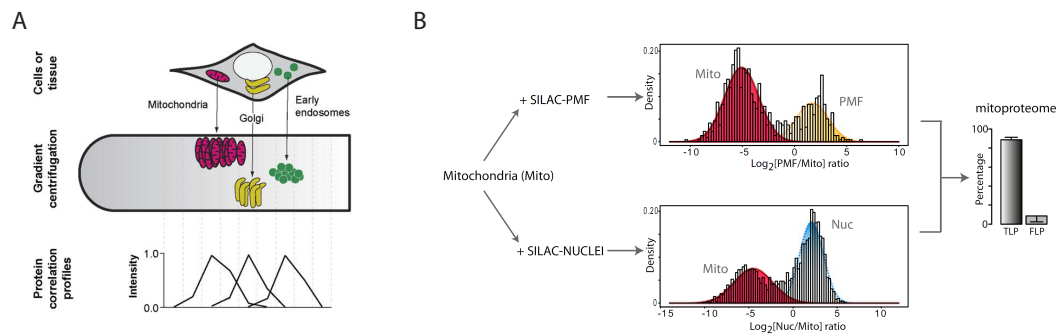 A
Cells or
tissue
Mitochondria
Golgi
Early
endosomes
Gradient
centrifugation
Protein
correlation
profiles
Intensity
1.0
0.0
B
Mitochondria (Mito)
+ SILAC-PMF
+ SILAC-NUCLEI
Density
0.20
0
Mito
PMF
-10 -5 0 5 10
Log2[PMF/Mito] ratio
Density
0.20
0
Mito
Nuc
-15 -10 -5 0 5 10
Log2[Nuc/Mito] ratio
mitoproteome
Percentage
100
0
TLP FLP